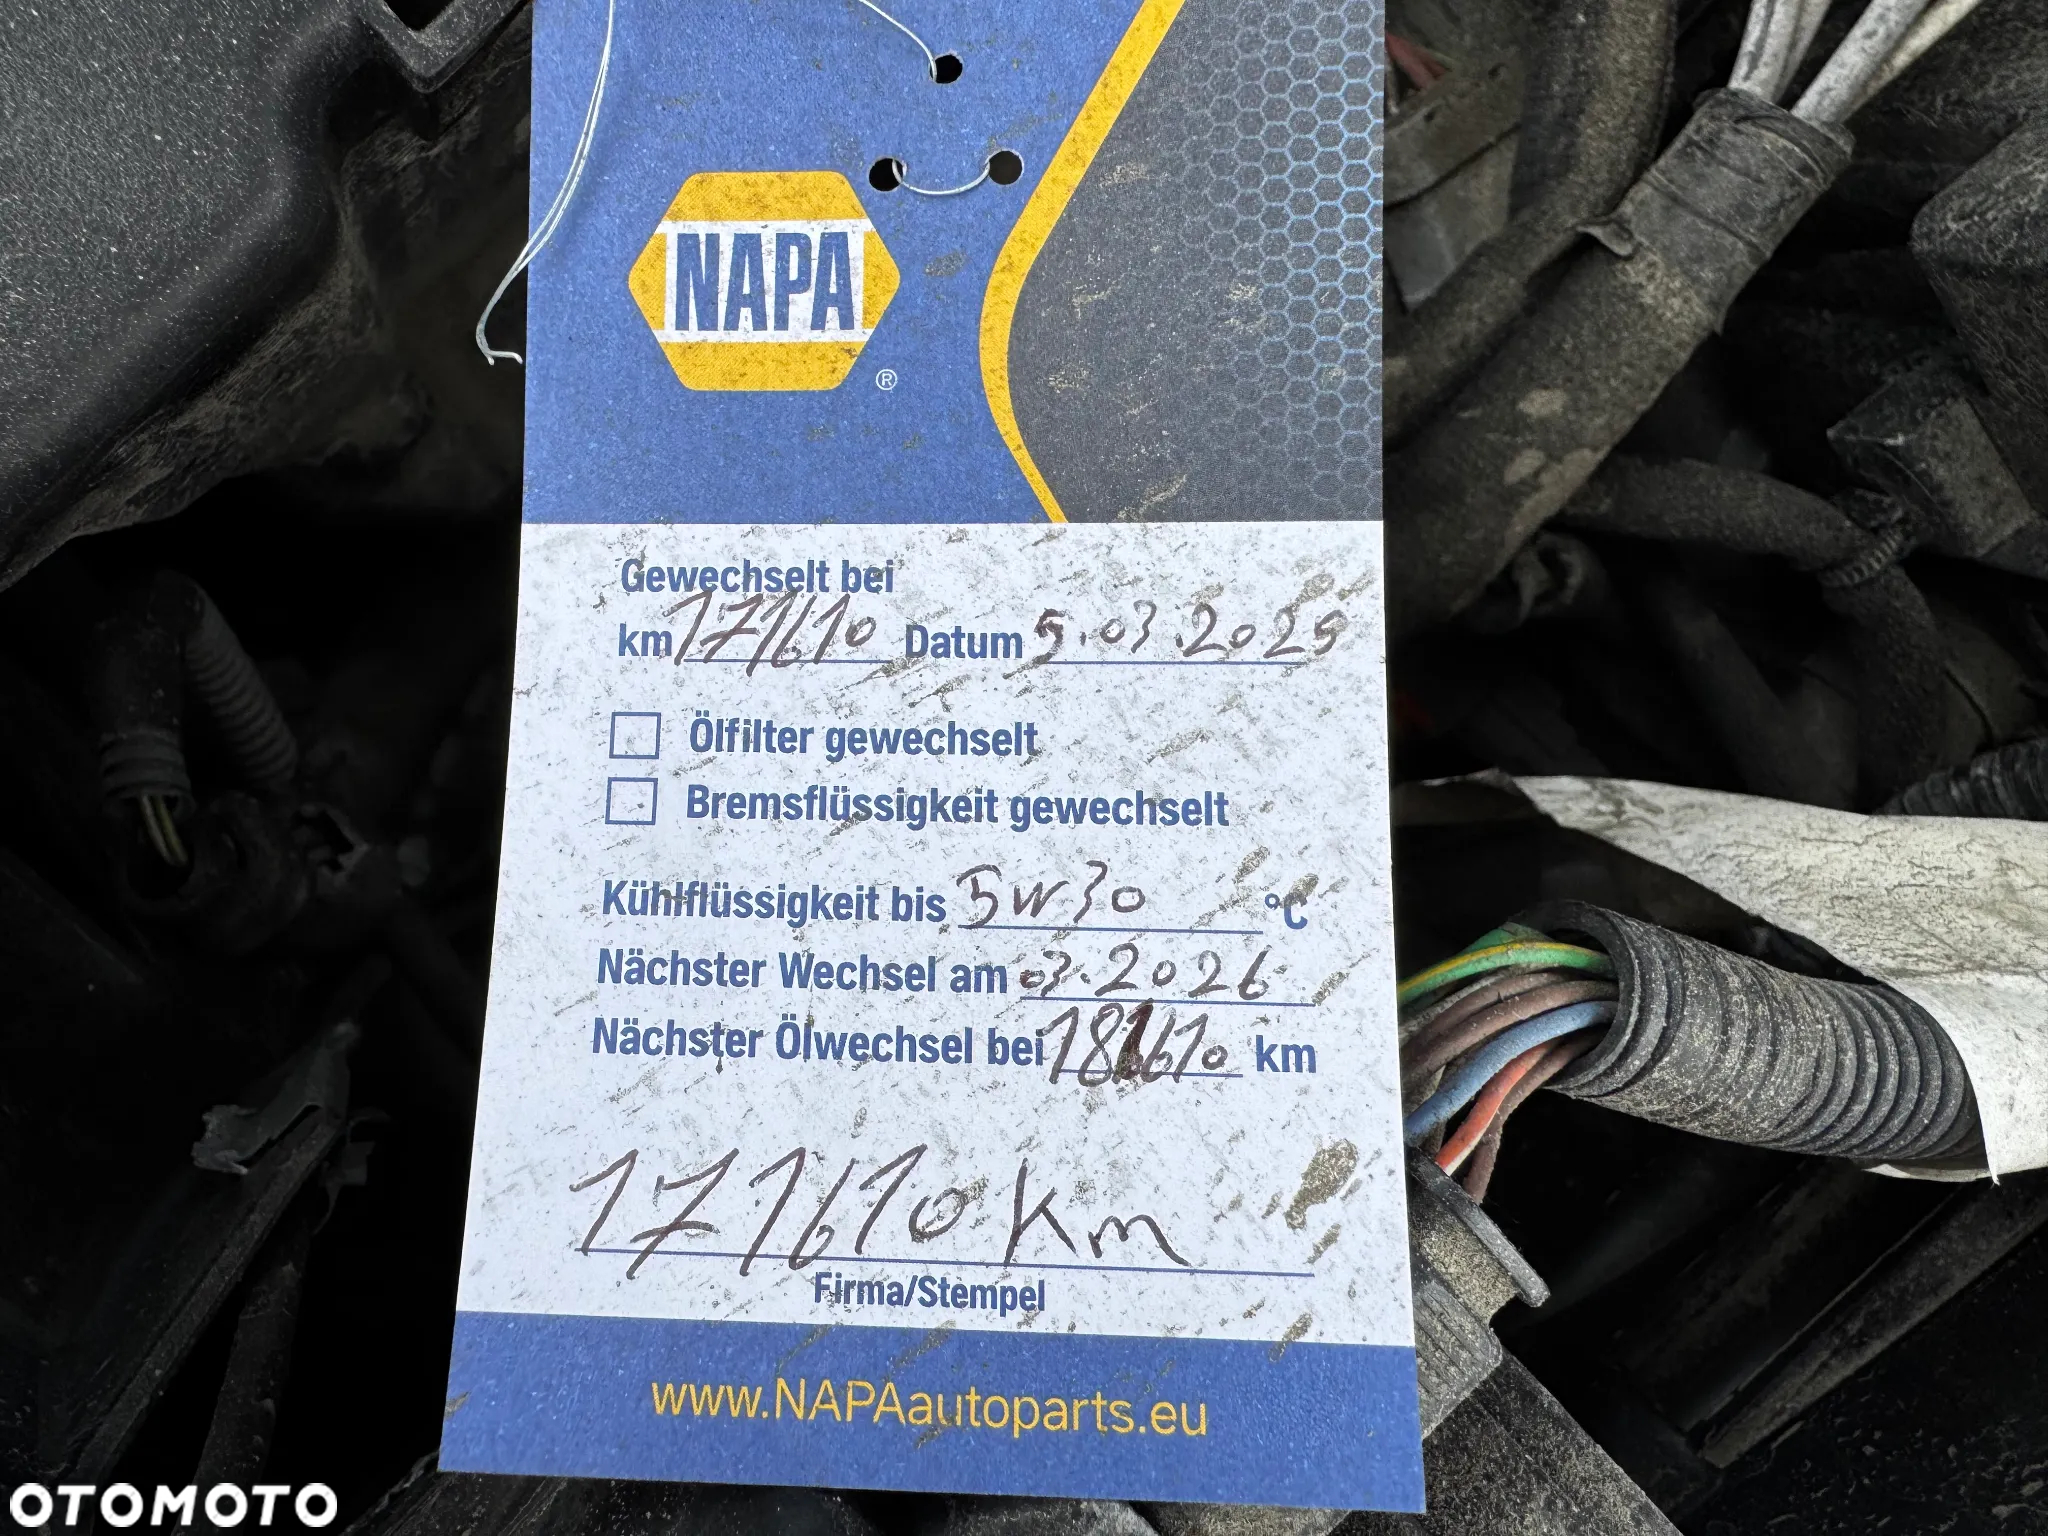 NAPA
®
Gewechselt bei
km 171610 Datum 5.03.2025
Ölfilter gewechselt
Bremsflüssigkeit gewechselt
Kühlflüssigkeit bis 5W30 °C
Nächster Wechsel am 03.2026
Nächster Ölwechsel bei 181610 km
171610 Km
Firma/Stempel
www.NAPAautoparts.eu
OTOMOTO